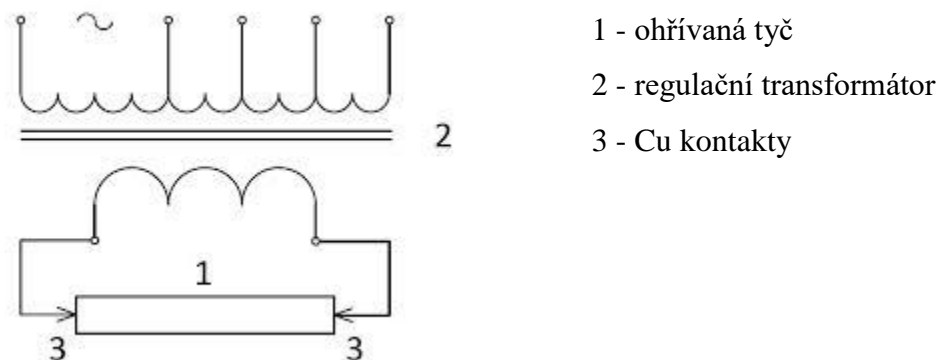 1 - ohřívaná tyč
2 - regulační transformátor
3 - Cu kontakty
2
1
3
3